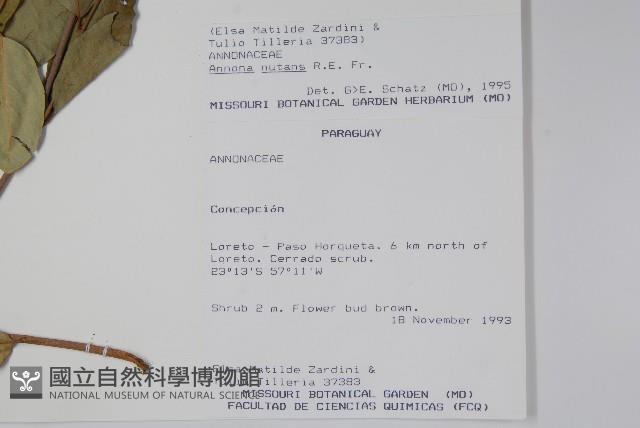 (Elsa Matilde Zardini &
Tulio Tilleria 37383)
ANNONACEAE
Annona nutans R.E. Fr.
Det. G>E. Schatz (MO), 1995
MISSOURI BOTANICAL GARDEN HERBARIUM (MO)
PARAGUAY
ANNONACEAE
Concepción
Loreto - Paso Horqueta. 6 km north of
Loreto. Cerrado scrub.
23°13'S 57°11'W
Shrub 2 m. Flower bud brown.
18 November 1993
Elsa Matilde Zardini &
Tilleria 37383
MISSOURI BOTANICAL GARDEN (MO)
FACULTAD DE CIENCIAS QUIMICAS (FCQ)
國立自然科學博物館
NATIONAL MUSEUM OF NATURAL SCIENCE